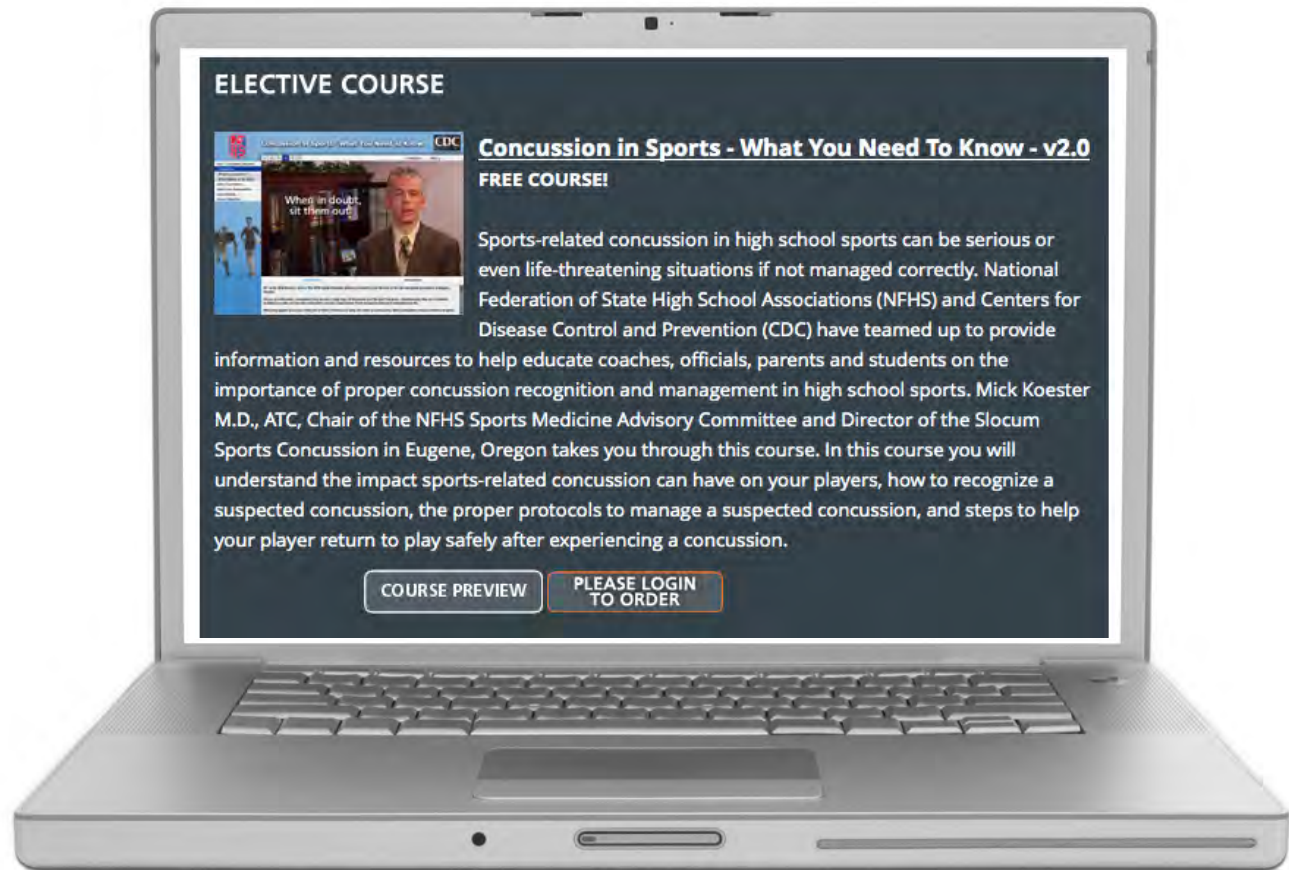 ELECTIVE COURSE
CDC
When in doubt,
sit them out!
Concussion in Sports - What You Need To Know - v2.0
FREE COURSE!
Sports-related concussion in high school sports can be serious or
even life-threatening situations if not managed correctly. National
Federation of State High School Associations (NFHS) and Centers for
Disease Control and Prevention (CDC) have teamed up to provide
information and resources to help educate coaches, officials, parents and students on the
importance of proper concussion recognition and management in high school sports. Mick Koester
M.D., ATC, Chair of the NFHS Sports Medicine Advisory Committee and Director of the Slocum
Sports Concussion in Eugene, Oregon takes you through this course. In this course you will
understand the impact sports-related concussion can have on your players, how to recognize a
suspected concussion, the proper protocols to manage a suspected concussion, and steps to help
your player return to play safely after experiencing a concussion.
COURSE PREVIEW
PLEASE LOGIN
TO ORDER